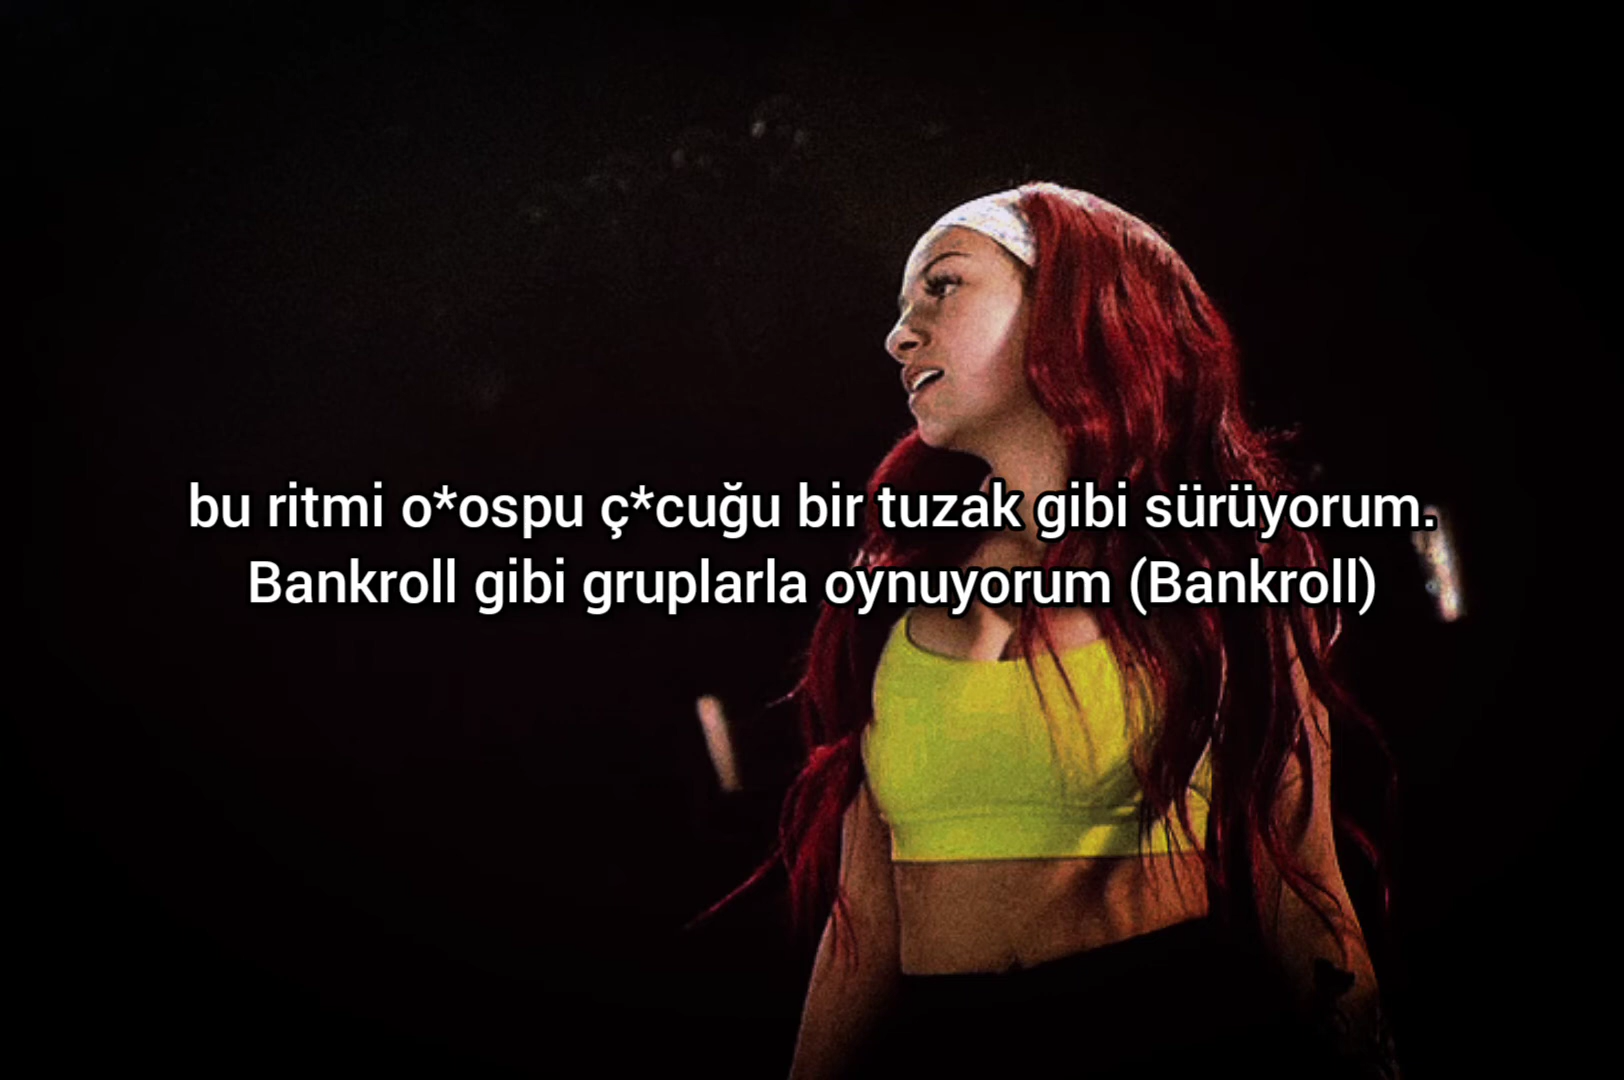 bu ritmi o*ospu ç*cuğu bir tuzak gibi sürüyorum.
Bankroll gibi gruplarla oynuyorum (Bankroll)